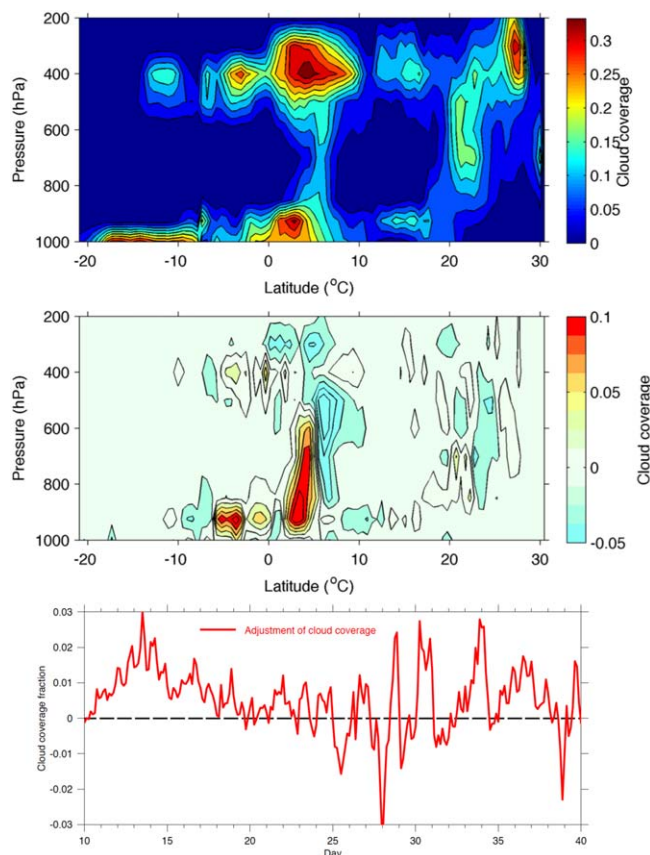 200
400
600
800
1000
Pressure (hPa)
-20 -10 0 10 20 30
Latitude (°C)
0.3
0.25
0.2
0.15
0.1
0.05
0
Cloud coverage
200
400
600
800
1000
Pressure (hPa)
-20 -10 0 10 20 30
Latitude (°C)
0.1
0.05
0
-0.05
Cloud coverage
0.03
0.02
0.01
0
-0.01
-0.02
-0.03
Cloud coverage fraction
Adjustment of cloud coverage
10 15 20 25 30 35 40
Day